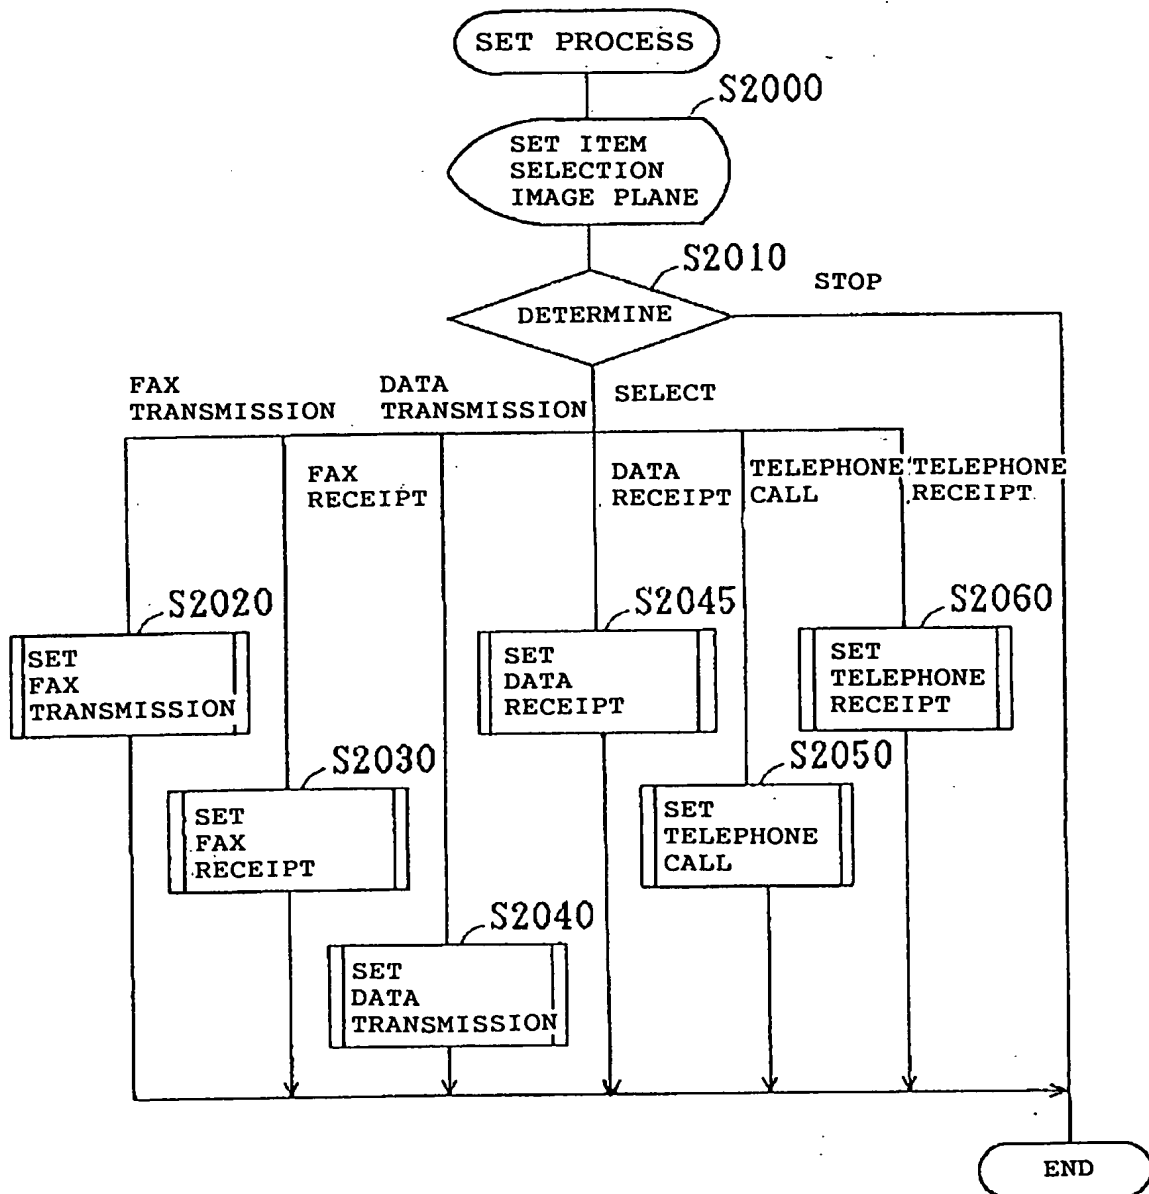 SET PROCESS
S2000
SET ITEM
SELECTION
IMAGE PLANE
S2010
STOP
DETERMINE
FAX
TRANSMISSION
DATA
TRANSMISSION
SELECT
FAX
RECEIPT
DATA
RECEIPT
TELEPHONE
CALL
TELEPHONE
RECEIPT
S2020
SET
FAX
TRANSMISSION
S2045
SET
DATA
RECEIPT
S2060
SET
TELEPHONE
RECEIPT
S2030
SET
FAX
RECEIPT
S2050
SET
TELEPHONE
CALL
S2040
SET
DATA
TRANSMISSION
END